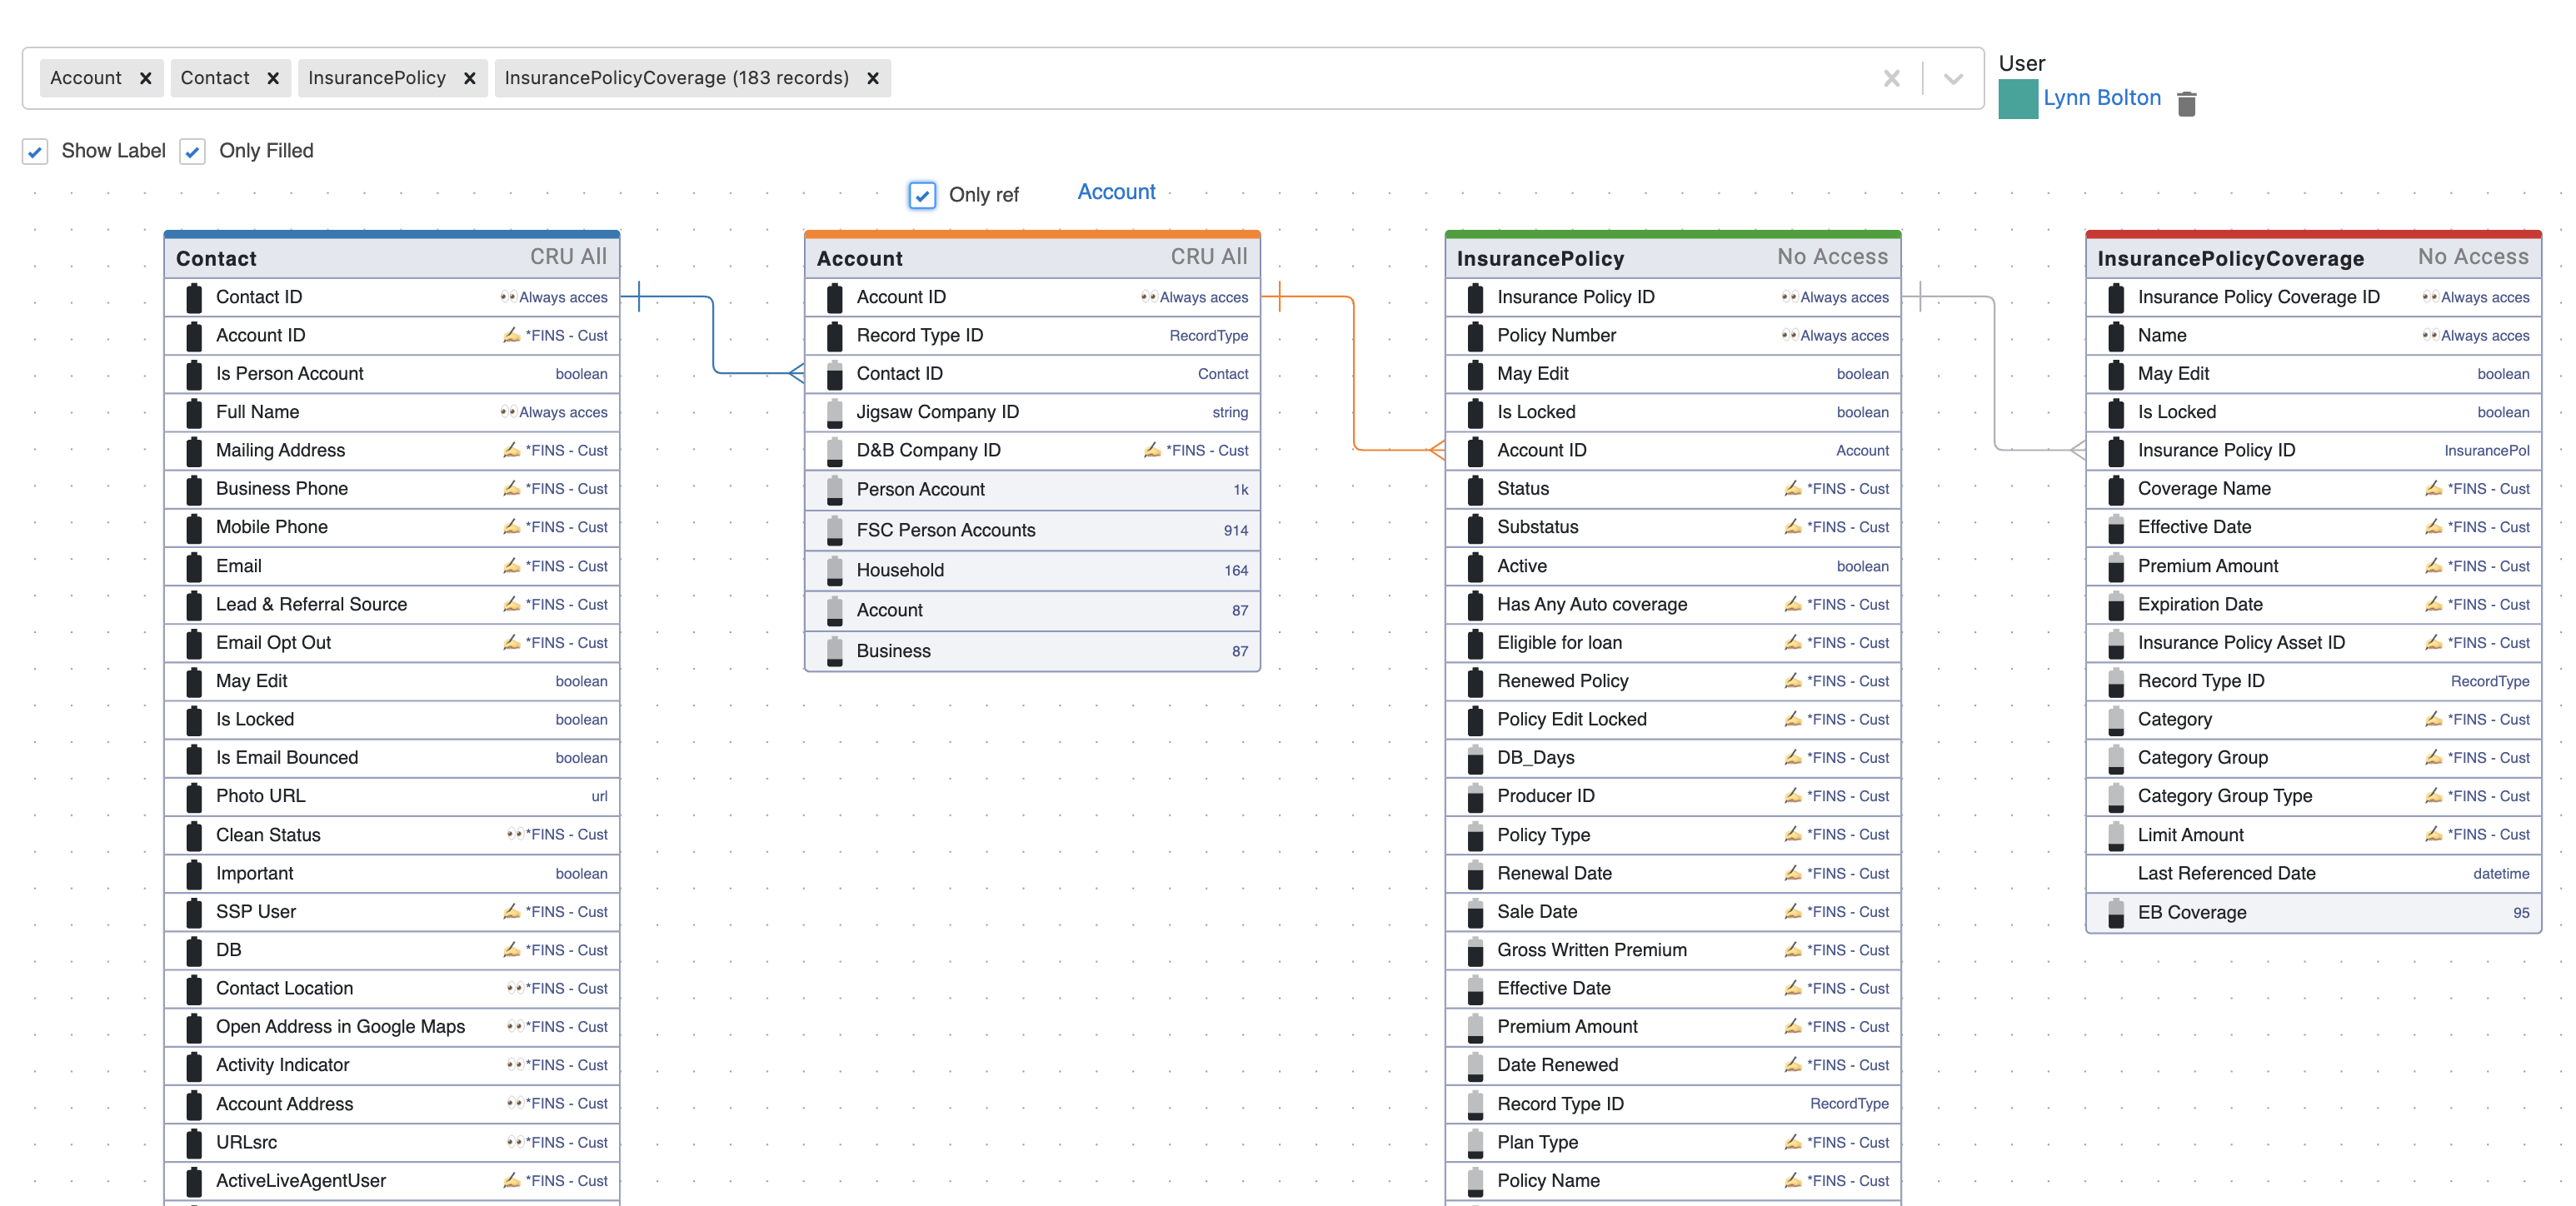 Account × Contact × InsurancePolicy × InsurancePolicyCoverage (183 records) ×
User
Lynn Bolton
Show Label Only Filled
Only ref Account
Contact CRU All
Contact ID 👀Always acces
Account ID ✍️ *FINS - Cust
Is Person Account boolean
Full Name 👀Always acces
Mailing Address ✍️ *FINS - Cust
Business Phone ✍️ *FINS - Cust
Mobile Phone ✍️ *FINS - Cust
Email ✍️ *FINS - Cust
Lead & Referral Source ✍️ *FINS - Cust
Email Opt Out ✍️ *FINS - Cust
May Edit boolean
Is Locked boolean
Is Email Bounced boolean
Photo URL url
Clean Status 👀*FINS - Cust
Important boolean
SSP User ✍️ *FINS - Cust
DB ✍️ *FINS - Cust
Contact Location 👀*FINS - Cust
Open Address in Google Maps 👀*FINS - Cust
Activity Indicator 👀*FINS - Cust
Account Address 👀*FINS - Cust
URLsrc 👀*FINS - Cust
ActiveLiveAgentUser ✍️ *FINS - Cust
Account CRU All
Account ID 👀Always acces
Record Type ID RecordType
Contact ID Contact
Jigsaw Company ID string
D&B Company ID ✍️ *FINS - Cust
Person Account 1k
FSC Person Accounts 914
Household 164
Account 87
Business 87
InsurancePolicy No Access
Insurance Policy ID 👀Always acces
Policy Number 👀Always acces
May Edit boolean
Is Locked boolean
Account ID Account
Status ✍️ *FINS - Cust
Substatus ✍️ *FINS - Cust
Active boolean
Has Any Auto coverage ✍️ *FINS - Cust
Eligible for loan ✍️ *FINS - Cust
Renewed Policy ✍️ *FINS - Cust
Policy Edit Locked ✍️ *FINS - Cust
DB_Days ✍️ *FINS - Cust
Producer ID ✍️ *FINS - Cust
Policy Type ✍️ *FINS - Cust
Renewal Date ✍️ *FINS - Cust
Sale Date ✍️ *FINS - Cust
Gross Written Premium ✍️ *FINS - Cust
Effective Date ✍️ *FINS - Cust
Premium Amount ✍️ *FINS - Cust
Date Renewed ✍️ *FINS - Cust
Record Type ID RecordType
Plan Type ✍️ *FINS - Cust
Policy Name ✍️ *FINS - Cust
InsurancePolicyCoverage No Access
Insurance Policy Coverage ID 👀Always acces
Name 👀Always acces
May Edit boolean
Is Locked boolean
Insurance Policy ID InsurancePol
Coverage Name ✍️ *FINS - Cust
Effective Date ✍️ *FINS - Cust
Premium Amount ✍️ *FINS - Cust
Expiration Date ✍️ *FINS - Cust
Insurance Policy Asset ID ✍️ *FINS - Cust
Record Type ID RecordType
Category ✍️ *FINS - Cust
Category Group ✍️ *FINS - Cust
Category Group Type ✍️ *FINS - Cust
Limit Amount ✍️ *FINS - Cust
Last Referenced Date datetime
EB Coverage 95